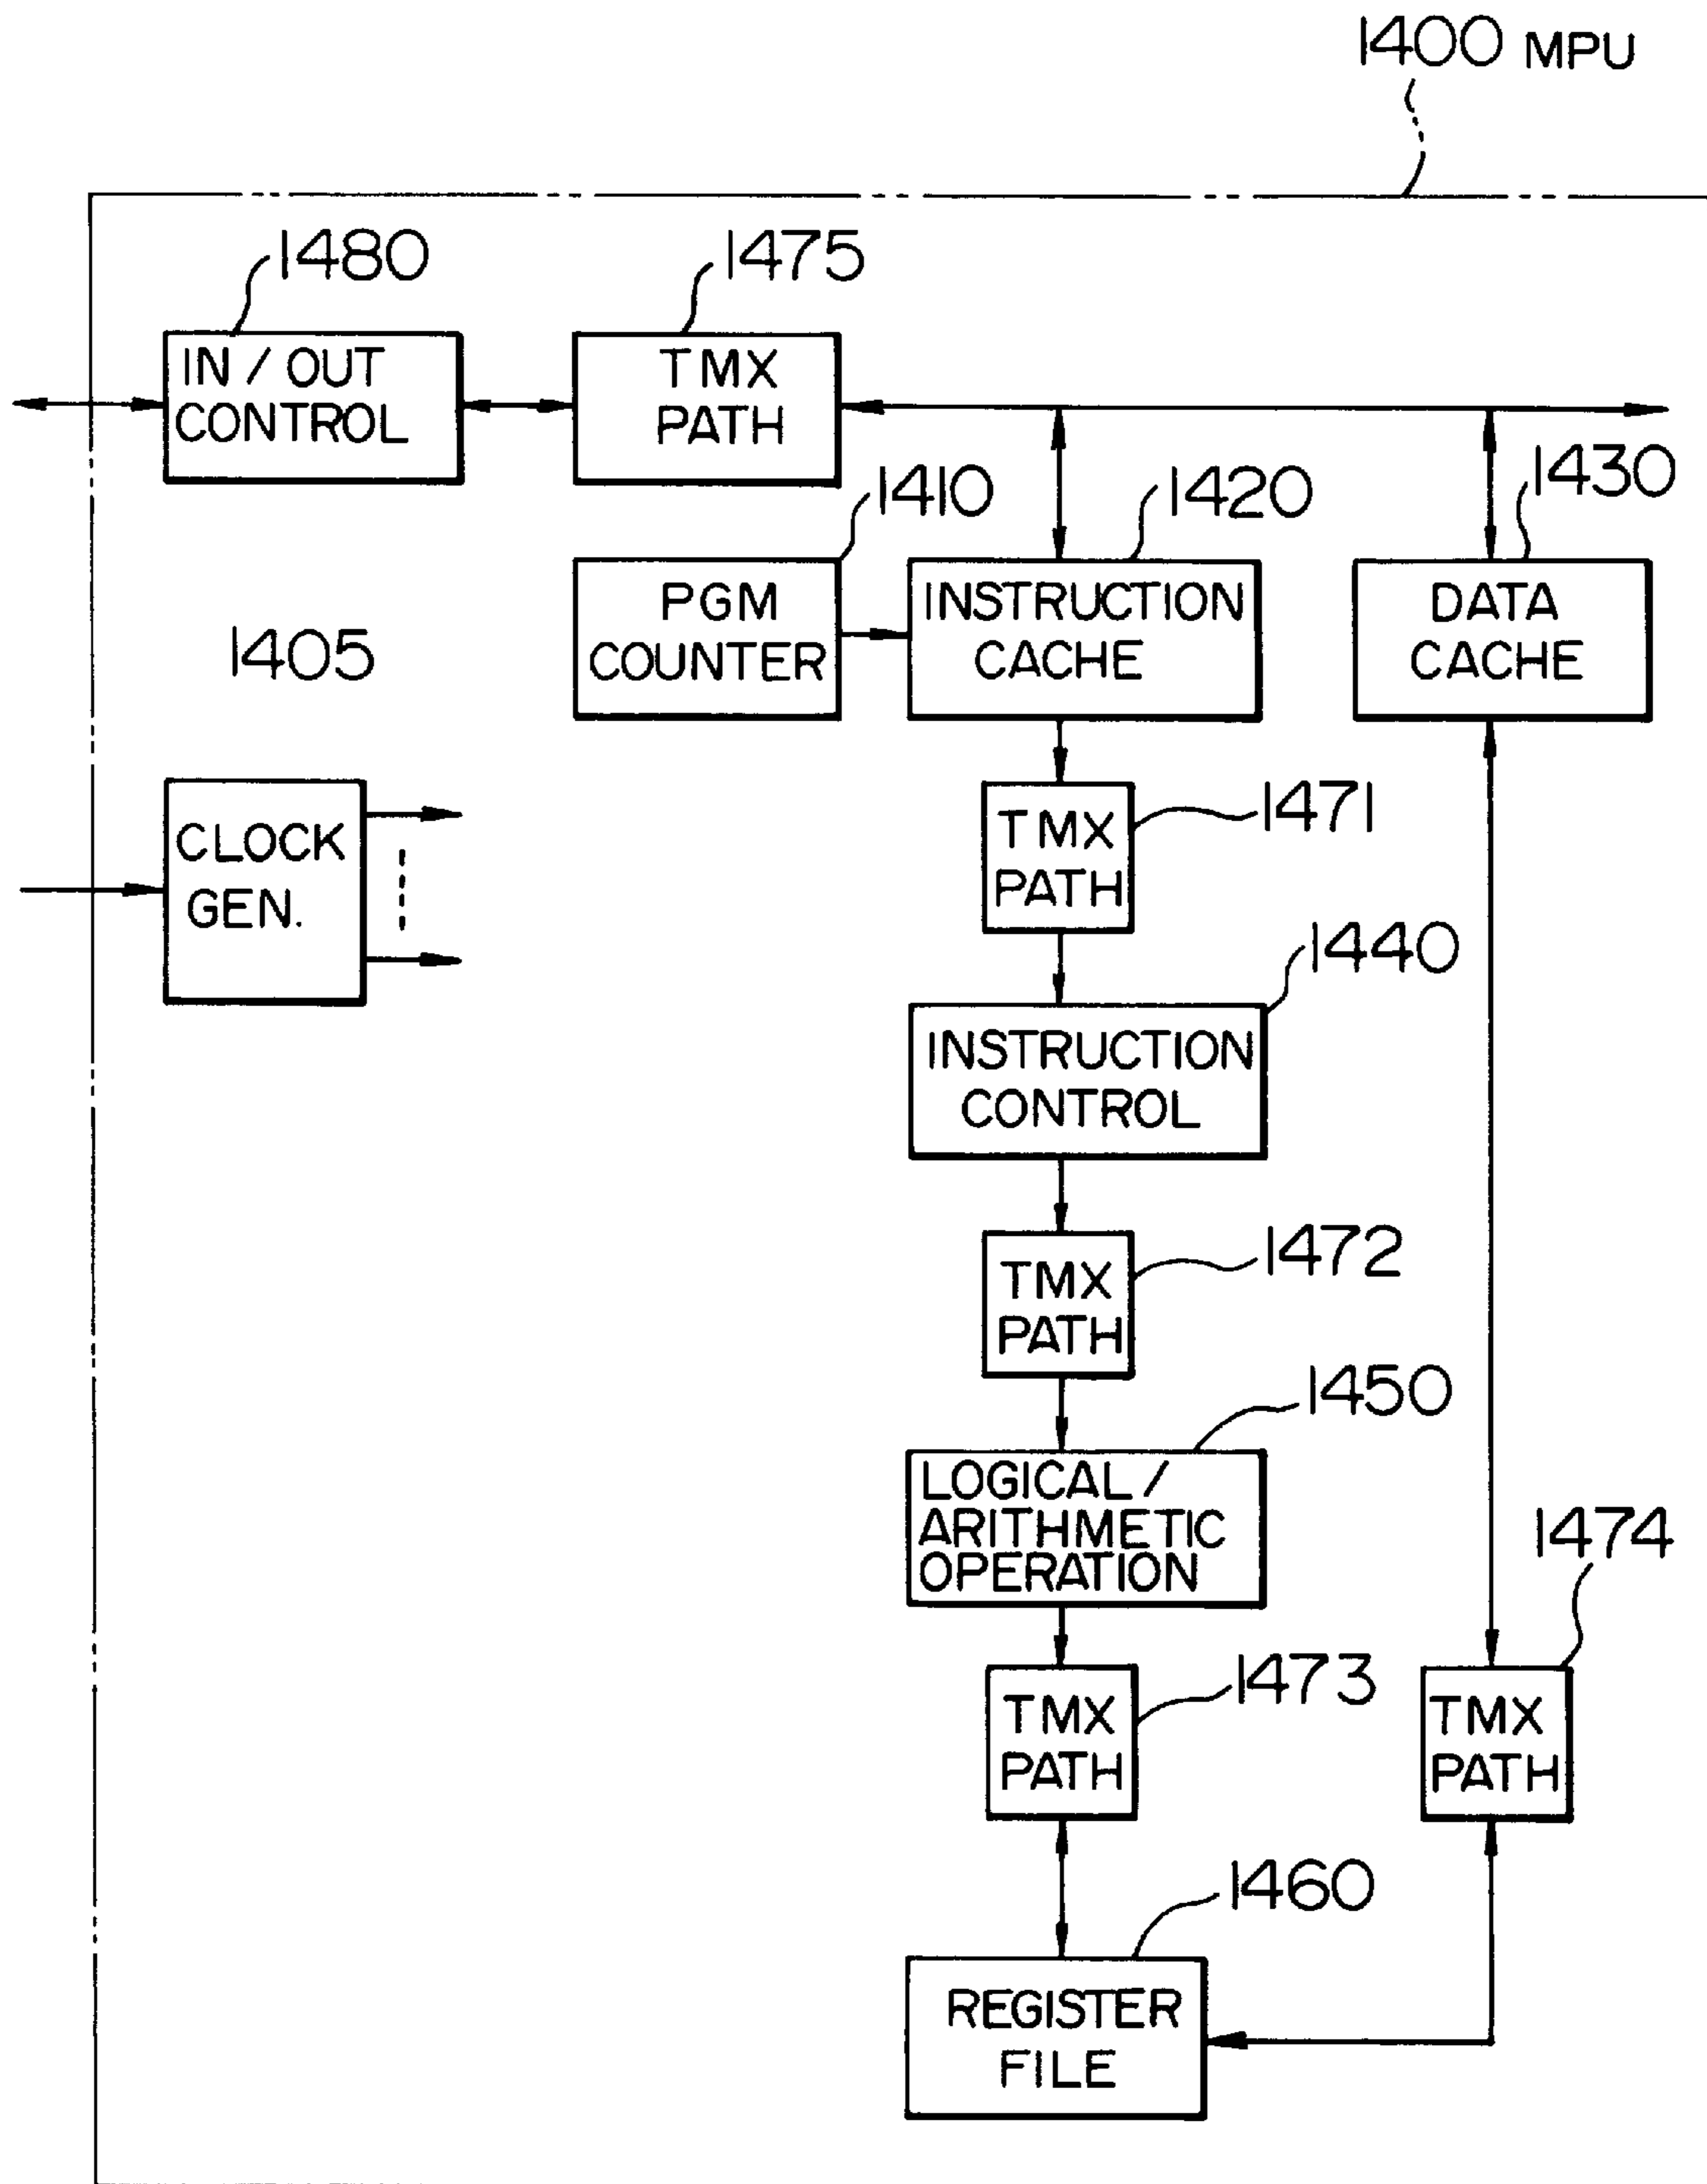 1400 MPU
1480
1475
IN / OUT
CONTROL
TMX
PATH
1410
1420
1430
PGM
COUNTER
INSTRUCTION
CACHE
DATA
CACHE
1405
CLOCK
GEN.
TMX
PATH
1471
1440
INSTRUCTION
CONTROL
TMX
PATH
1472
1450
LOGICAL /
ARITHMETIC
OPERATION
1474
TMX
PATH
1473
TMX
PATH
1460
REGISTER
FILE